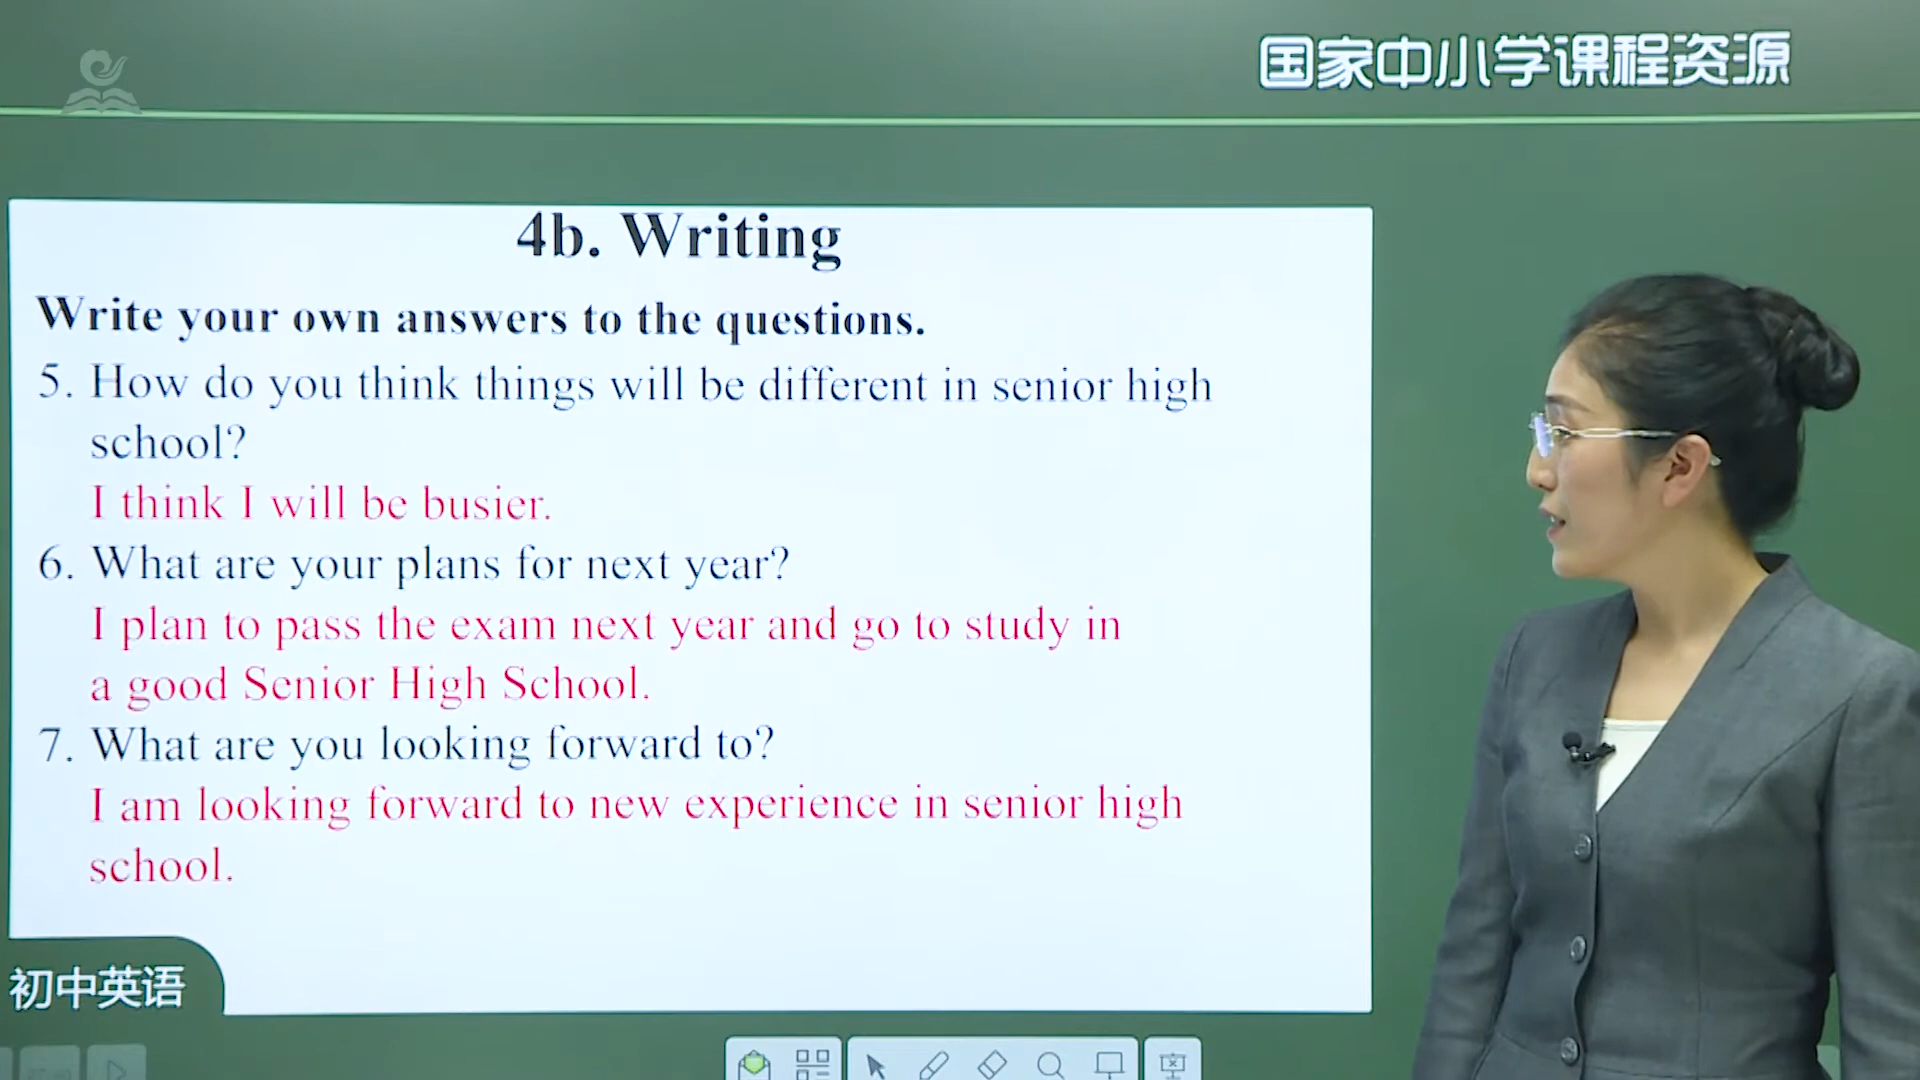 国家中小学课程资源
4b. Writing
Write your own answers to the questions.
5. How do you think things will be different in senior high
school?
I think I will be busier.
6. What are your plans for next year?
I plan to pass the exam next year and go to study in
a good Senior High School.
7. What are you looking forward to?
I am looking forward to new experience in senior high
school.
初中英语